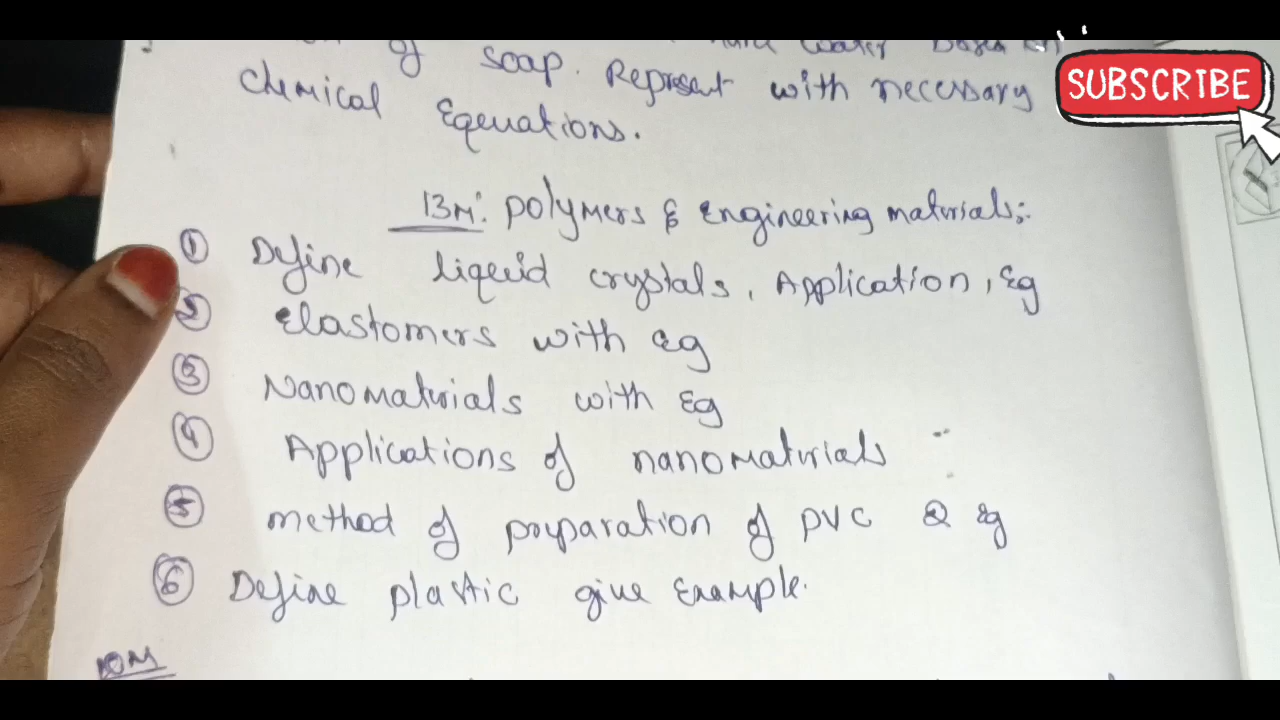 of soap. Represent with necessary
SUBSCRIBE
chemical Equations.
13M: polymers & Engineering materials:
① Define liquid crystals, Application, Eg
② Elastomers with eg
③ Nanomaterials with Eg
④ Applications of nanomaterials
⑤ method of preparation of PVC & eg
⑥ Define plastic give Example.
10M